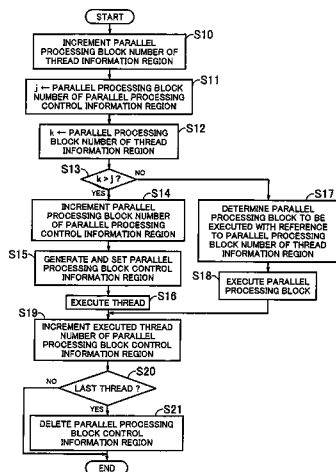 START
S10
INCREMENT PARALLEL
PROCESSING BLOCK NUMBER OF
THREAD INFORMATION REGION
S11
j ← PARALLEL PROCESSING BLOCK
NUMBER OF PARALLEL PROCESSING
CONTROL INFORMATION REGION
S12
k ← PARALLEL PROCESSING
BLOCK NUMBER OF THREAD
INFORMATION REGION
S13
k > j ?
NO
YES
S14
INCREMENT PARALLEL
PROCESSING BLOCK NUMBER
OF PARALLEL PROCESSING
CONTROL INFORMATION REGION
S15
GENERATE AND SET PARALLEL
PROCESSING BLOCK CONTROL
INFORMATION REGION
S16
EXECUTE THREAD
S17
DETERMINE PARALLEL
PROCESSING BLOCK TO BE
EXECUTED WITH REFERENCE
TO PARALLEL PROCESSING
BLOCK NUMBER OF THREAD
INFORMATION REGION
S18
EXECUTE PARALLEL
PROCESSING BLOCK
S19
INCREMENT EXECUTED THREAD
NUMBER OF PARALLEL
PROCESSING BLOCK CONTROL
INFORMATION REGION
S20
NO
LAST THREAD ?
YES
S21
DELETE PARALLEL PROCESSING
BLOCK CONTROL
INFORMATION REGION
END